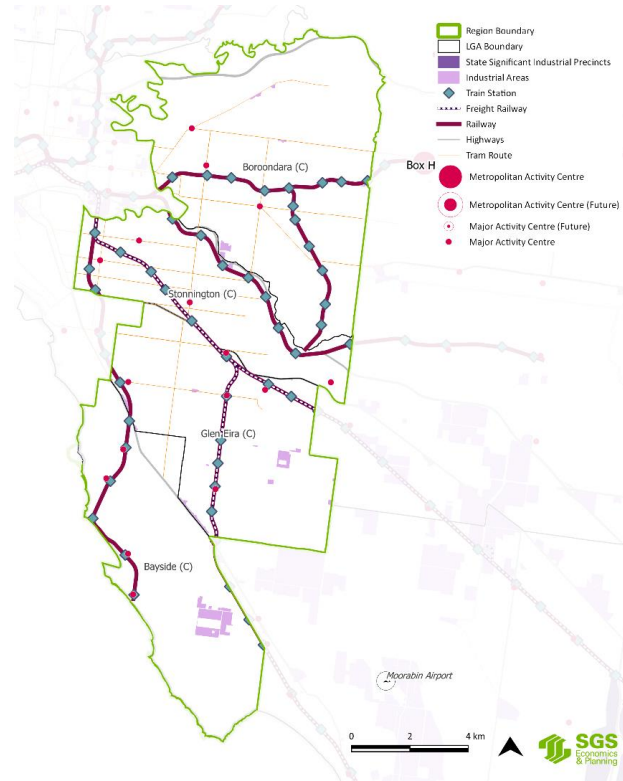 Region Boundary
LGA Boundary
State Significant Industrial Precincts
Industrial Areas
Train Station
Freight Railway
Railway
Highways
Tram Route
Metropolitan Activity Centre
Metropolitan Activity Centre (Future)
Major Activity Centre (Future)
Major Activity Centre
Box H
Boroondara (C)
Stonnington (C)
Glen Eira (C)
Bayside (C)
Moorabin Airport
0 2 4 km
SGS
Economics
& Planning